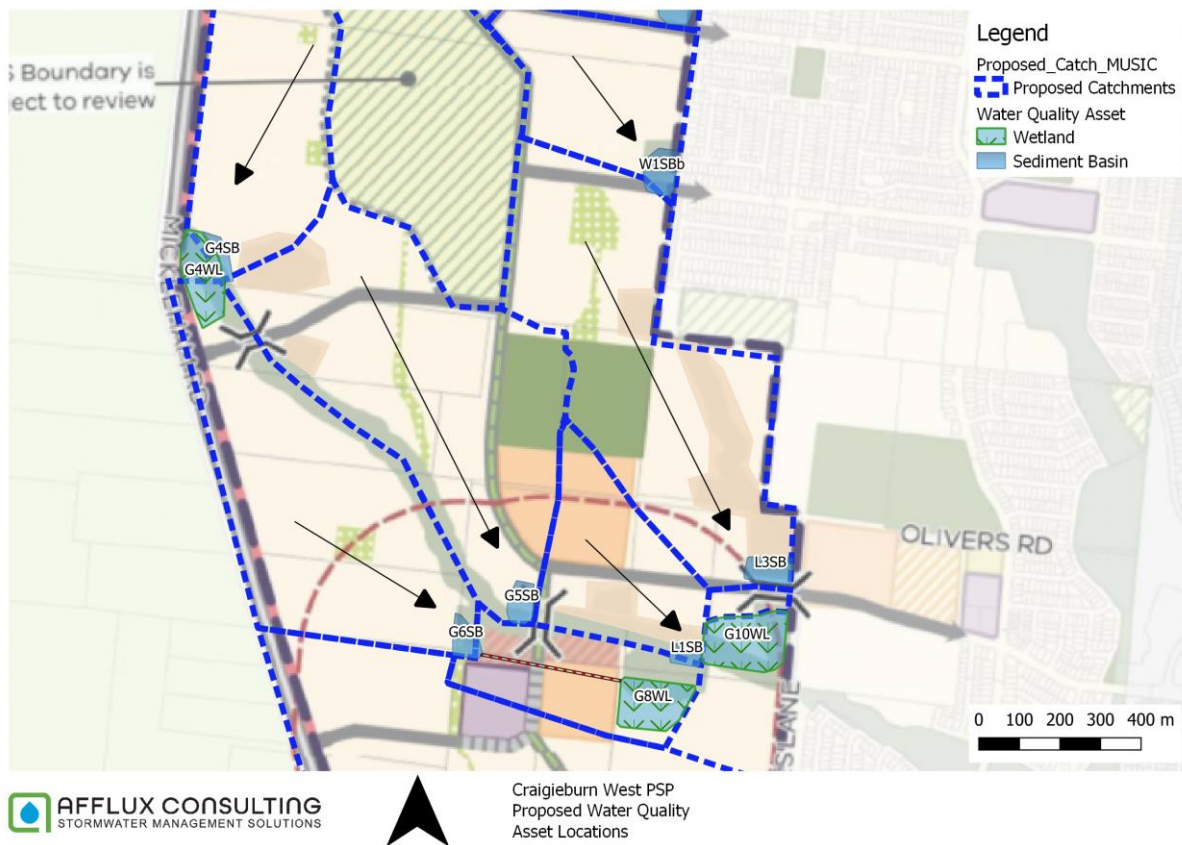 S Boundary is
ject to review
Legend
Proposed_Catch_MUSIC
Proposed Catchments
Water Quality Asset
Wetland
Sediment Basin
W1SBb
G4SB
G4WL
OLIVERS RD
L3SB
G5SB
G6SB
G10WL
L1SB
G8WL
S LANE
0 100 200 300 400 m
AFFLUX CONSULTING
STORMWATER MANAGEMENT SOLUTIONS
Craigieburn West PSP
Proposed Water Quality
Asset Locations